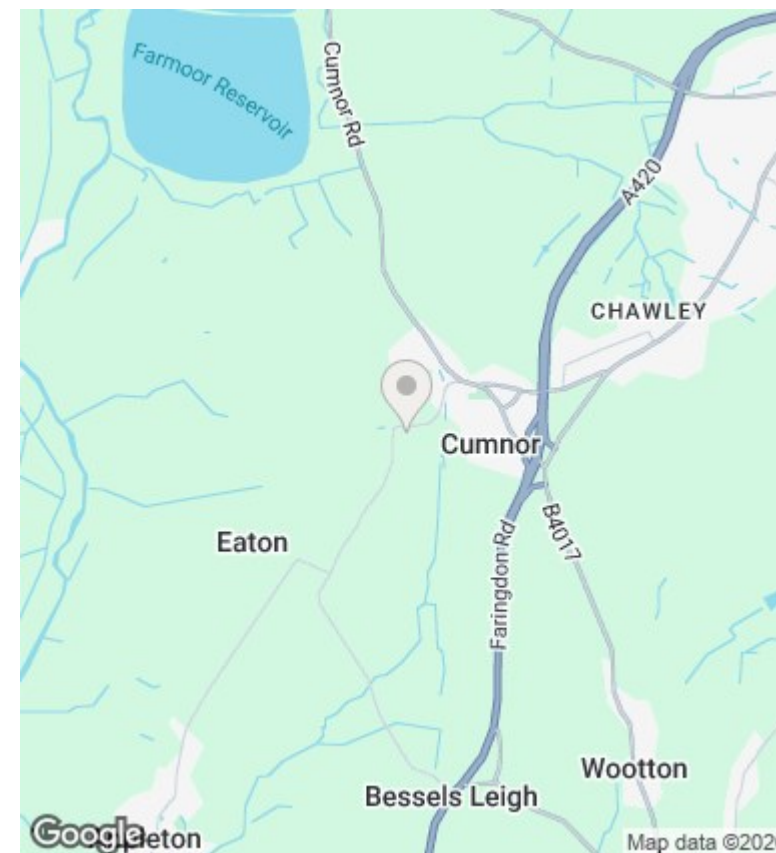 Farmoor Reservoir
Cumnor Rd
A420
CHAWLEY
Cumnor
Eaton
B4017
Faringdon Rd
Wootton
Bessels Leigh
Google
Map data ©202